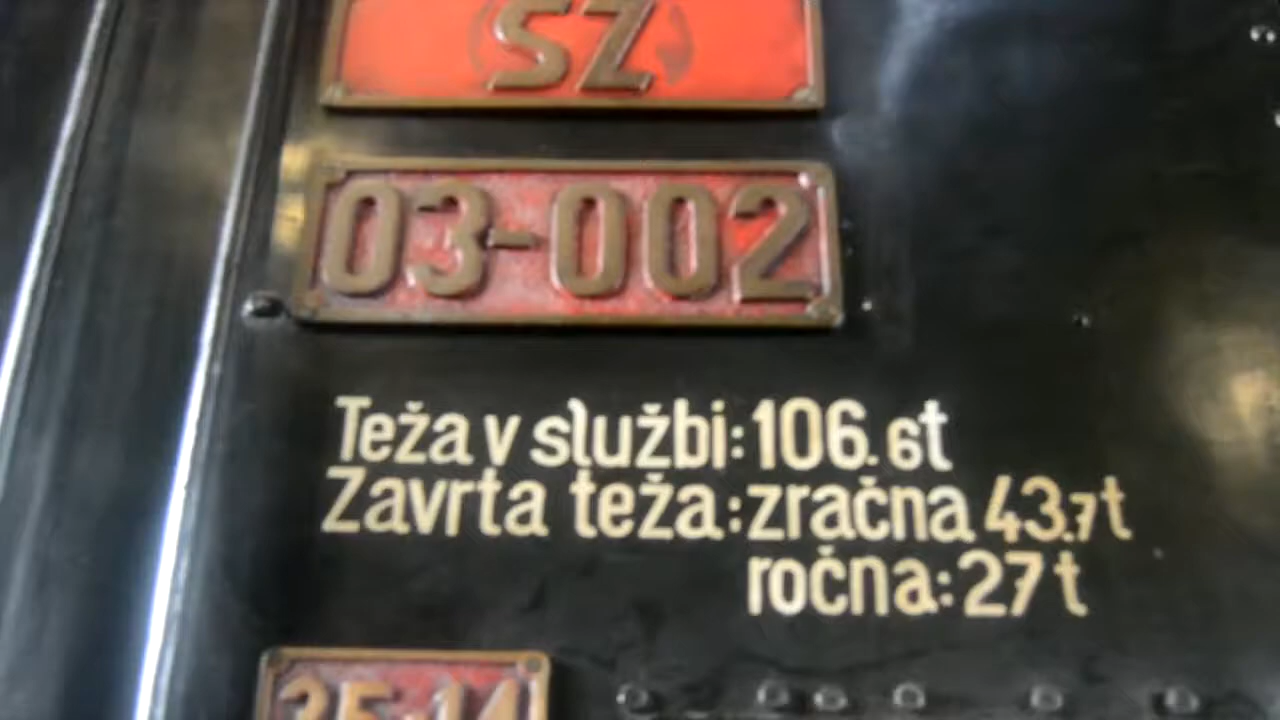 SŽ
03-002
Teža v službi: 106.6t
Zavrta teža: zračna 43.7t
ročna: 27t